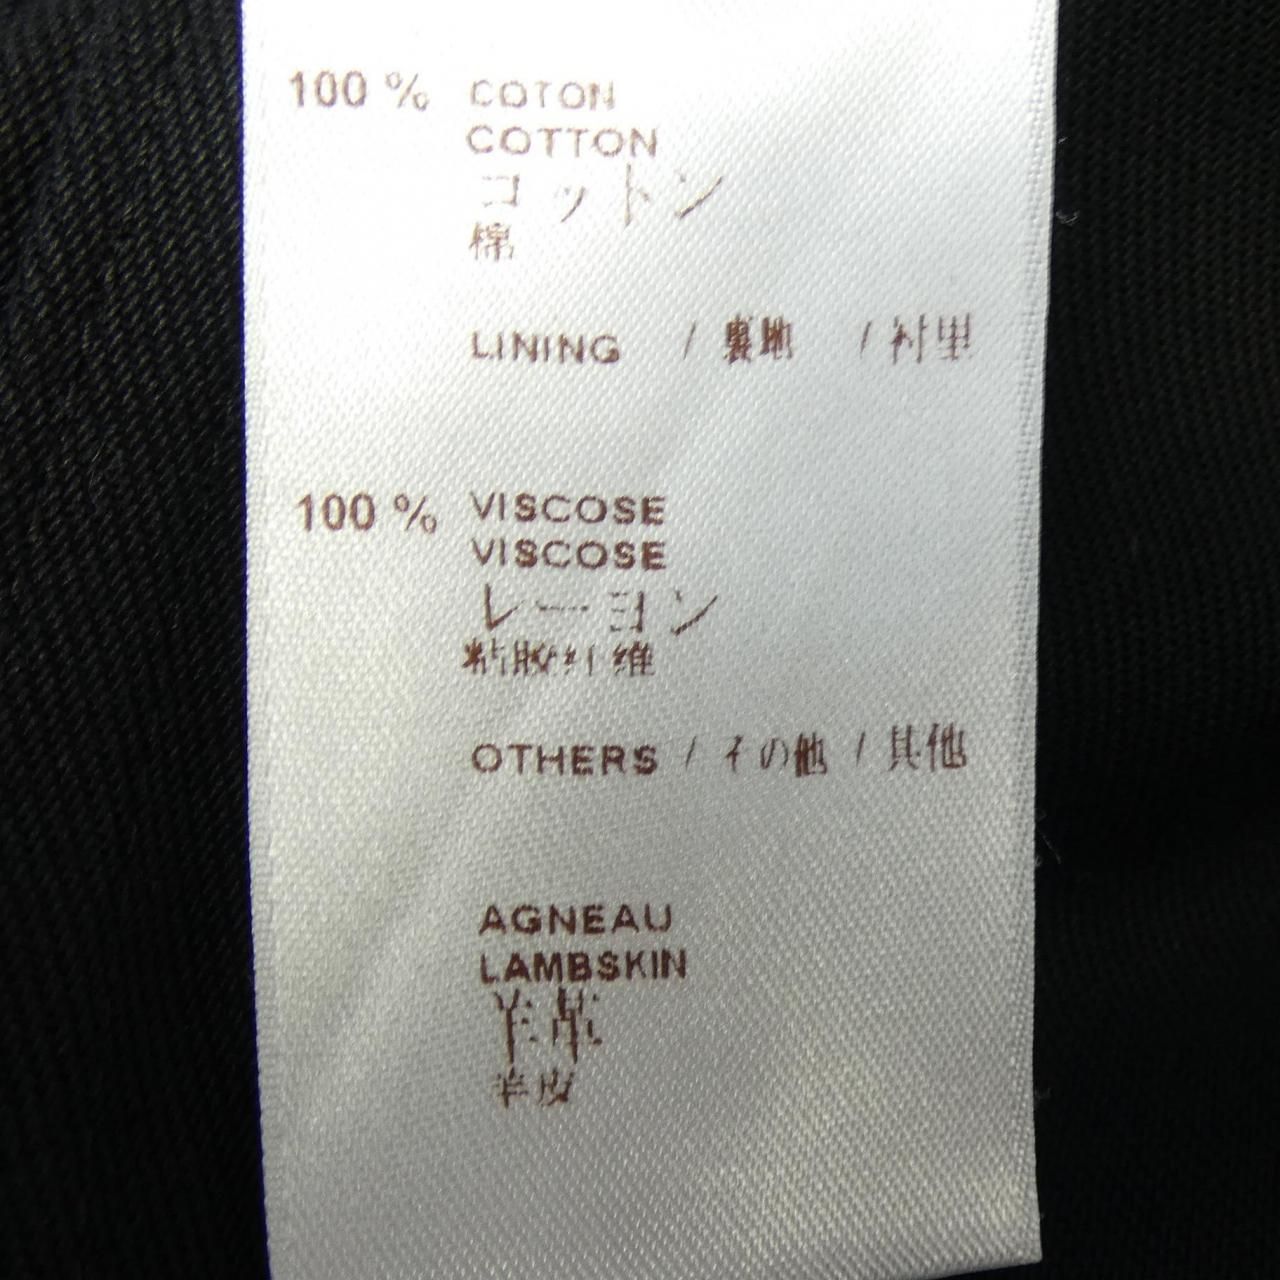 100 % COTON
COTTON
コットン
棉
LINING / 裏地 / 衬里
100 % VISCOSE
VISCOSE
レーヨン
粘胶纤维
OTHERS / その他 / 其他
AGNEAU
LAMBSKIN
羊革
羊皮